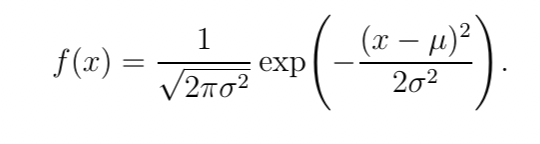 f(x) = \frac{1}{\sqrt{2\pi\sigma^2}} \exp\left(-\frac{(x - \mu)^2}{2\sigma^2}\right).